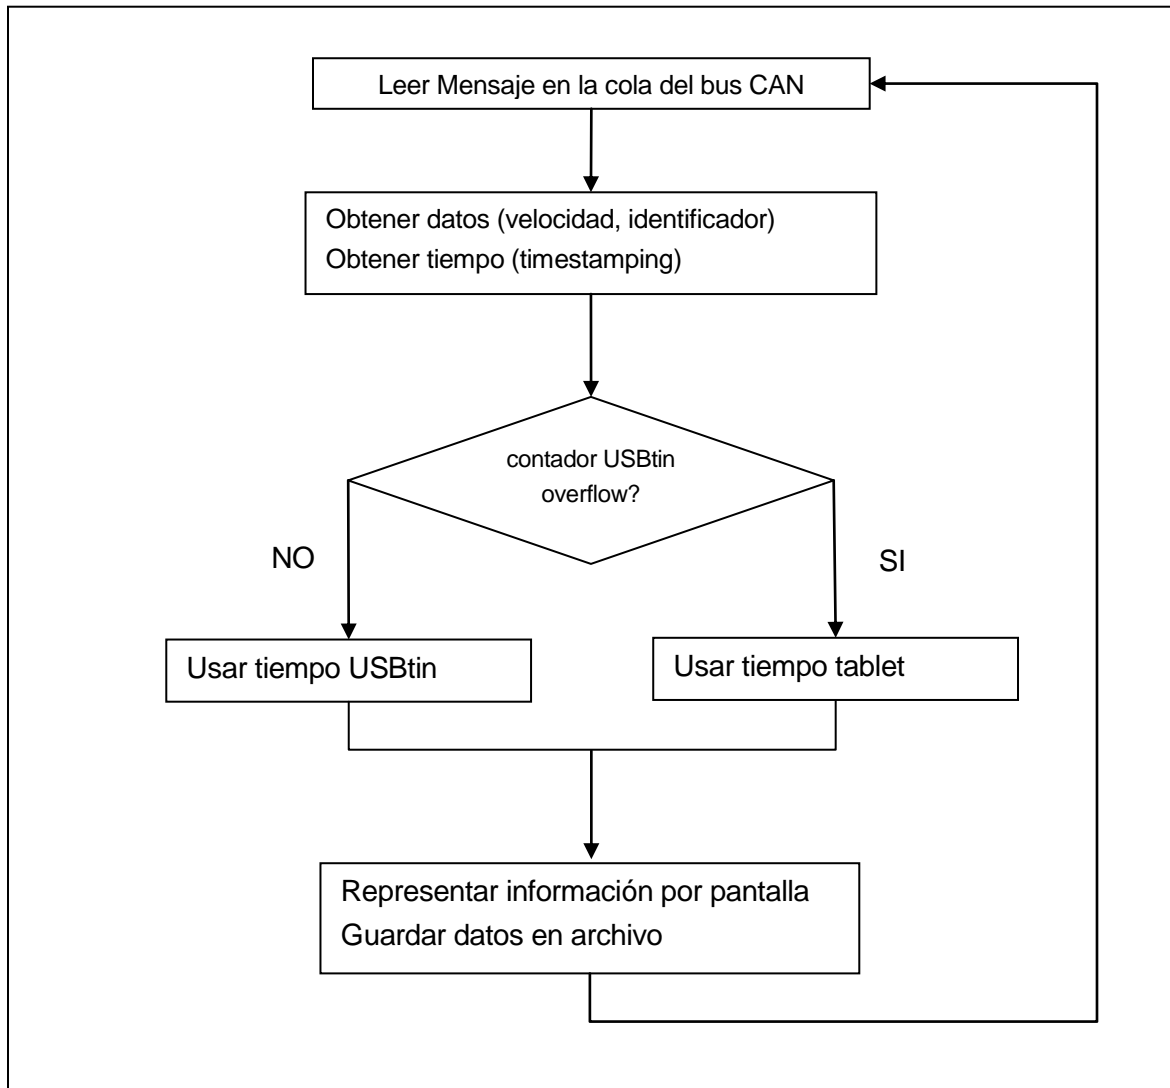 Leer Mensaje en la cola del bus CAN
Obtener datos (velocidad, identificador)
Obtener tiempo (timestamping)
contador USBtin
overflow?
NO
SI
Usar tiempo USBtin
Usar tiempo tablet
Representar información por pantalla
Guardar datos en archivo